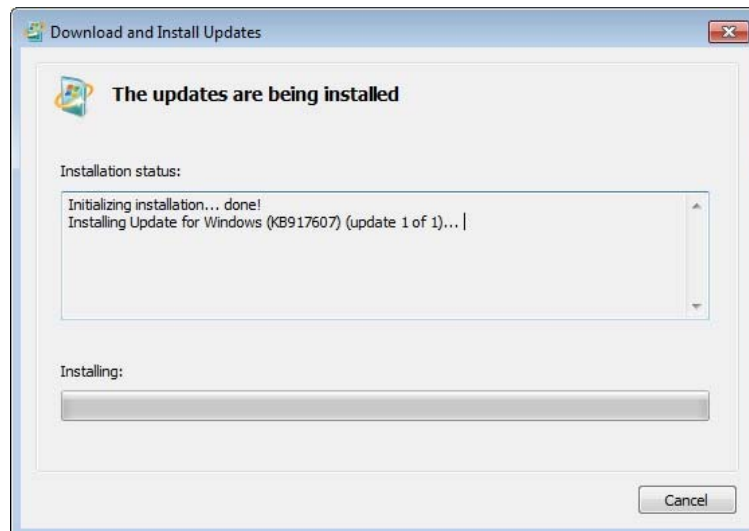 Download and Install Updates
The updates are being installed
Installation status:
Initializing installation... done!
Installing Update for Windows (KB917607) (update 1 of 1)...
Installing:
Cancel